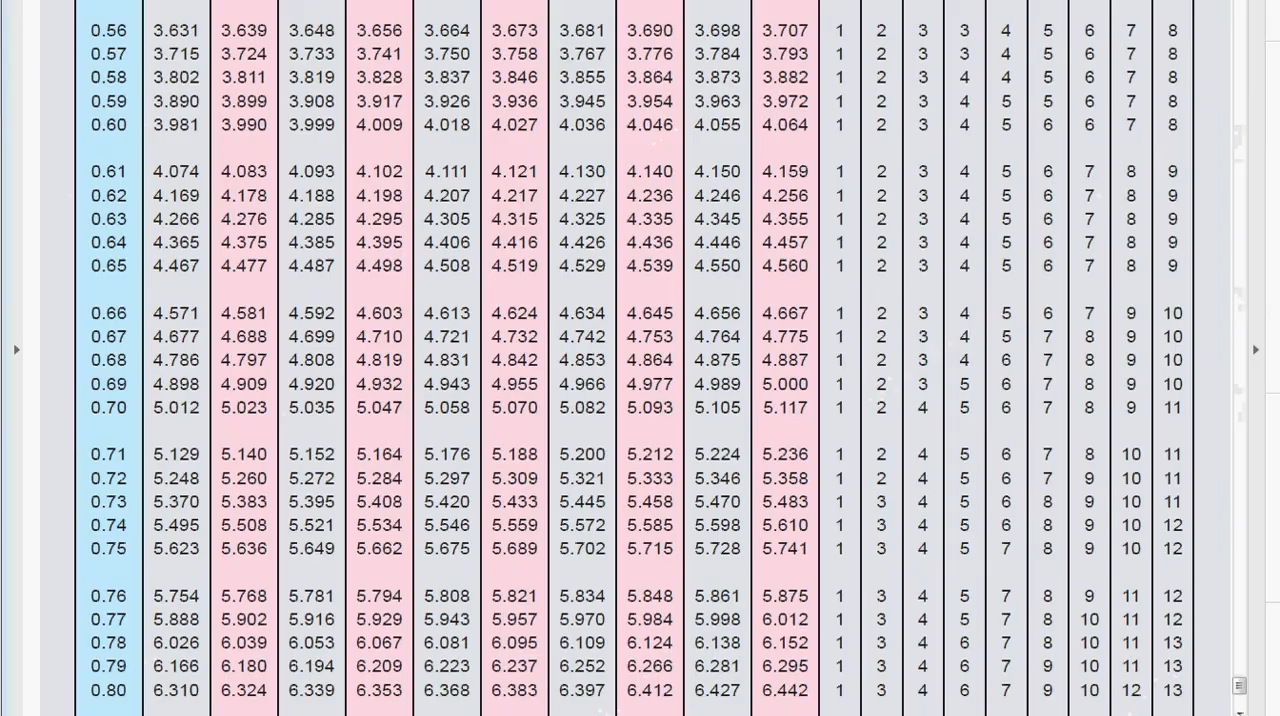 0.56 3.631 3.639 3.648 3.656 3.664 3.673 3.681 3.690 3.698 3.707 1 2 3 3 4 5 6 7 8
0.57 3.715 3.724 3.733 3.741 3.750 3.758 3.767 3.776 3.784 3.793 1 2 3 3 4 5 6 7 8
0.58 3.802 3.811 3.819 3.828 3.837 3.846 3.855 3.864 3.873 3.882 1 2 3 4 4 5 6 7 8
0.59 3.890 3.899 3.908 3.917 3.926 3.936 3.945 3.954 3.963 3.972 1 2 3 4 5 5 6 7 8
0.60 3.981 3.990 3.999 4.009 4.018 4.027 4.036 4.046 4.055 4.064 1 2 3 4 5 6 6 7 8
0.61 4.074 4.083 4.093 4.102 4.111 4.121 4.130 4.140 4.150 4.159 1 2 3 4 5 6 7 8 9
0.62 4.169 4.178 4.188 4.198 4.207 4.217 4.227 4.236 4.246 4.256 1 2 3 4 5 6 7 8 9
0.63 4.266 4.276 4.285 4.295 4.305 4.315 4.325 4.335 4.345 4.355 1 2 3 4 5 6 7 8 9
0.64 4.365 4.375 4.385 4.395 4.406 4.416 4.426 4.436 4.446 4.457 1 2 3 4 5 6 7 8 9
0.65 4.467 4.477 4.487 4.498 4.508 4.519 4.529 4.539 4.550 4.560 1 2 3 4 5 6 7 8 9
0.66 4.571 4.581 4.592 4.603 4.613 4.624 4.634 4.645 4.656 4.667 1 2 3 4 5 6 7 9 10
0.67 4.677 4.688 4.699 4.710 4.721 4.732 4.742 4.753 4.764 4.775 1 2 3 4 5 7 8 9 10
0.68 4.786 4.797 4.808 4.819 4.831 4.842 4.853 4.864 4.875 4.887 1 2 3 4 6 7 8 9 10
0.69 4.898 4.909 4.920 4.932 4.943 4.955 4.966 4.977 4.989 5.000 1 2 3 5 6 7 8 9 10
0.70 5.012 5.023 5.035 5.047 5.058 5.070 5.082 5.093 5.105 5.117 1 2 4 5 6 7 8 9 11
0.71 5.129 5.140 5.152 5.164 5.176 5.188 5.200 5.212 5.224 5.236 1 2 4 5 6 7 8 10 11
0.72 5.248 5.260 5.272 5.284 5.297 5.309 5.321 5.333 5.346 5.358 1 2 4 5 6 7 9 10 11
0.73 5.370 5.383 5.395 5.408 5.420 5.433 5.445 5.458 5.470 5.483 1 3 4 5 6 8 9 10 11
0.74 5.495 5.508 5.521 5.534 5.546 5.559 5.572 5.585 5.598 5.610 1 3 4 5 6 8 9 10 12
0.75 5.623 5.636 5.649 5.662 5.675 5.689 5.702 5.715 5.728 5.741 1 3 4 5 7 8 9 10 12
0.76 5.754 5.768 5.781 5.794 5.808 5.821 5.834 5.848 5.861 5.875 1 3 4 5 7 8 9 11 12
0.77 5.888 5.902 5.916 5.929 5.943 5.957 5.970 5.984 5.998 6.012 1 3 4 5 7 8 10 11 12
0.78 6.026 6.039 6.053 6.067 6.081 6.095 6.109 6.124 6.138 6.152 1 3 4 6 7 8 10 11 13
0.79 6.166 6.180 6.194 6.209 6.223 6.237 6.252 6.266 6.281 6.295 1 3 4 6 7 9 10 11 13
0.80 6.310 6.324 6.339 6.353 6.368 6.383 6.397 6.412 6.427 6.442 1 3 4 6 7 9 10 12 13